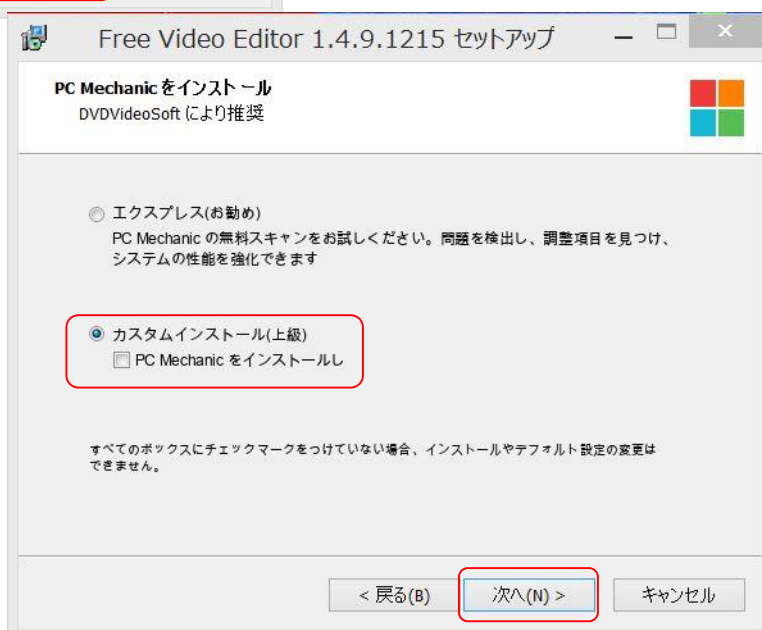 Free Video Editor 1.4.9.1215 セットアップ
PC Mechanic をインストール
DVDVideoSoft により推奨
エクスプレス(お勧め)
PC Mechanic の無料スキャンをお試しください。問題を検出し、調整項目を見つけ、
システムの性能を強化できます
カスタムインストール(上級)
PC Mechanic をインストールし
すべてのボックスにチェックマークをつけていない場合、インストールやデフォルト設定の変更は
できません。
< 戻る(B)
次へ(N) >
キャンセル